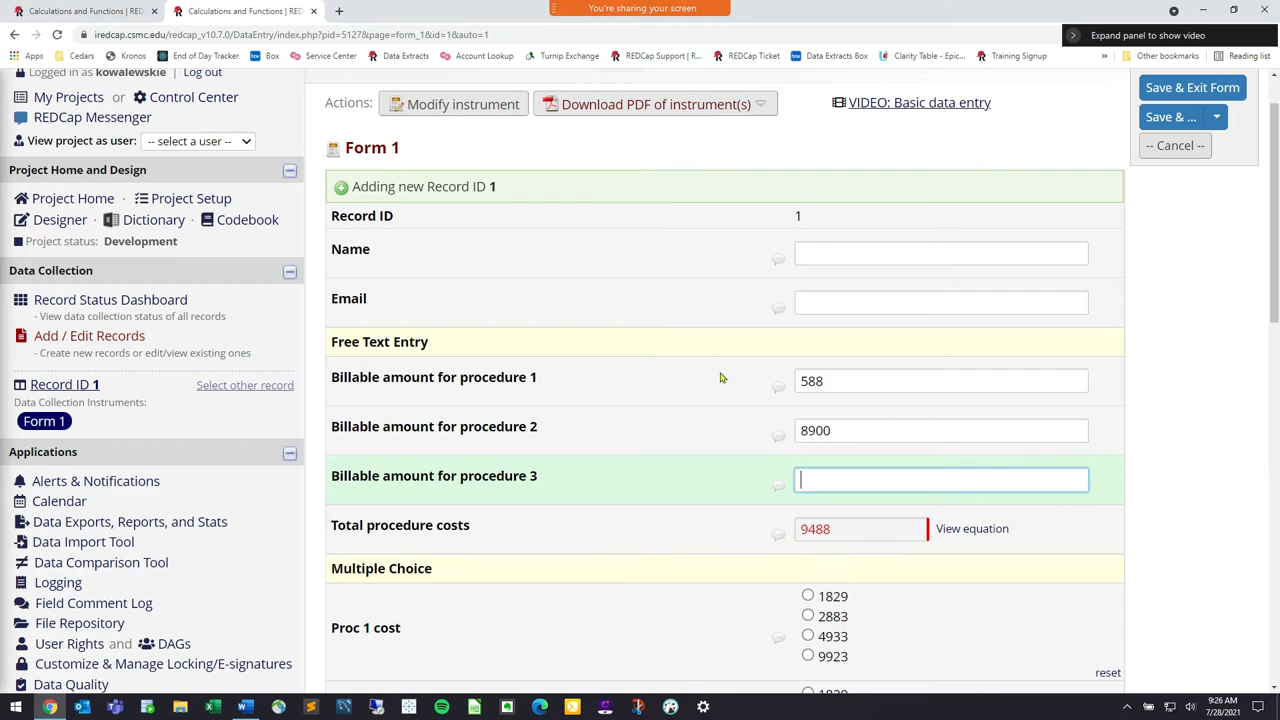 Calculations and Functions | RED
Calculations and Functions | RED
You're sharing your screen
iredcap.csmc.edu/redcap_v10.7.0/DataEntry/index.php?pid=5127&page=form_1&id=1&auto=1
Expand panel to show video
Apps
Cedars
Kronos
End of Day Tracker
Box
Service Center
Turnip Exchange
REDCap Support | R...
REDCap Ticket
Data Extracts Box
Clarity Table - Epic...
Training Signup
Other bookmarks
Reading list
Logged in as kowalewskie | Log out
My Projects or Control Center
REDCap Messenger
View project as user: -- select a user --
Project Home and Design
Project Home · Project Setup
Designer · Dictionary · Codebook
Project status: Development
Data Collection
Record Status Dashboard
- View data collection status of all records
Add / Edit Records
- Create new records or edit/view existing ones
Record ID 1 Select other record
Data Collection Instruments:
Form 1
Applications
Alerts & Notifications
Calendar
Data Exports, Reports, and Stats
Data Import Tool
Data Comparison Tool
Logging
Field Comment Log
File Repository
User Rights and DAGs
Customize & Manage Locking/E-signatures
Data Quality
Actions: Modify instrument Download PDF of instrument(s) VIDEO: Basic data entry
Form 1
Adding new Record ID 1
Record ID 1
Name
Email
Free Text Entry
Billable amount for procedure 1 588
Billable amount for procedure 2 8900
Billable amount for procedure 3
Total procedure costs 9488 View equation
Multiple Choice
1829
2883
Proc 1 cost
4933
9923
reset
1829
Save & Exit Form
Save & ...
-- Cancel --
9:26 AM
7/28/2021